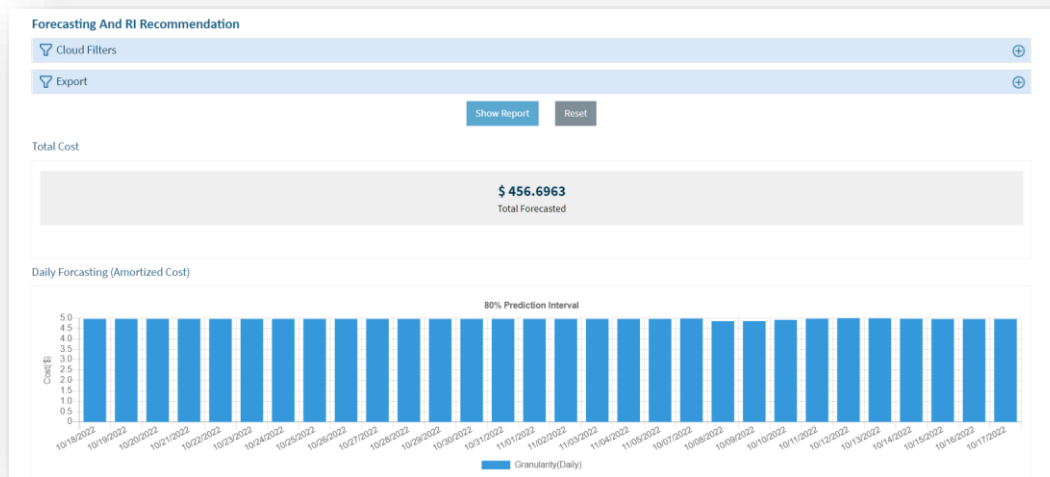 Forecasting And RI Recommendation
Cloud Filters
Export
Show Report Reset
Total Cost
$ 456.6963
Total Forecasted
Daily Forcasting (Amortized Cost)
80% Prediction Interval
Cost($)
5.0
4.5
4.0
3.5
3.0
2.5
2.0
1.5
1.0
0.5
0
10/18/2022 10/19/2022 10/20/2022 10/21/2022 10/22/2022 10/23/2022 10/24/2022 10/25/2022 10/26/2022 10/27/2022 10/28/2022 10/29/2022 10/30/2022 10/31/2022 11/01/2022 11/02/2022 11/03/2022 11/04/2022 11/05/2022 10/07/2022 10/08/2022 10/09/2022 10/10/2022 10/11/2022 10/12/2022 10/13/2022 10/14/2022 10/15/2022 10/16/2022 10/17/2022
Granularity(Daily)